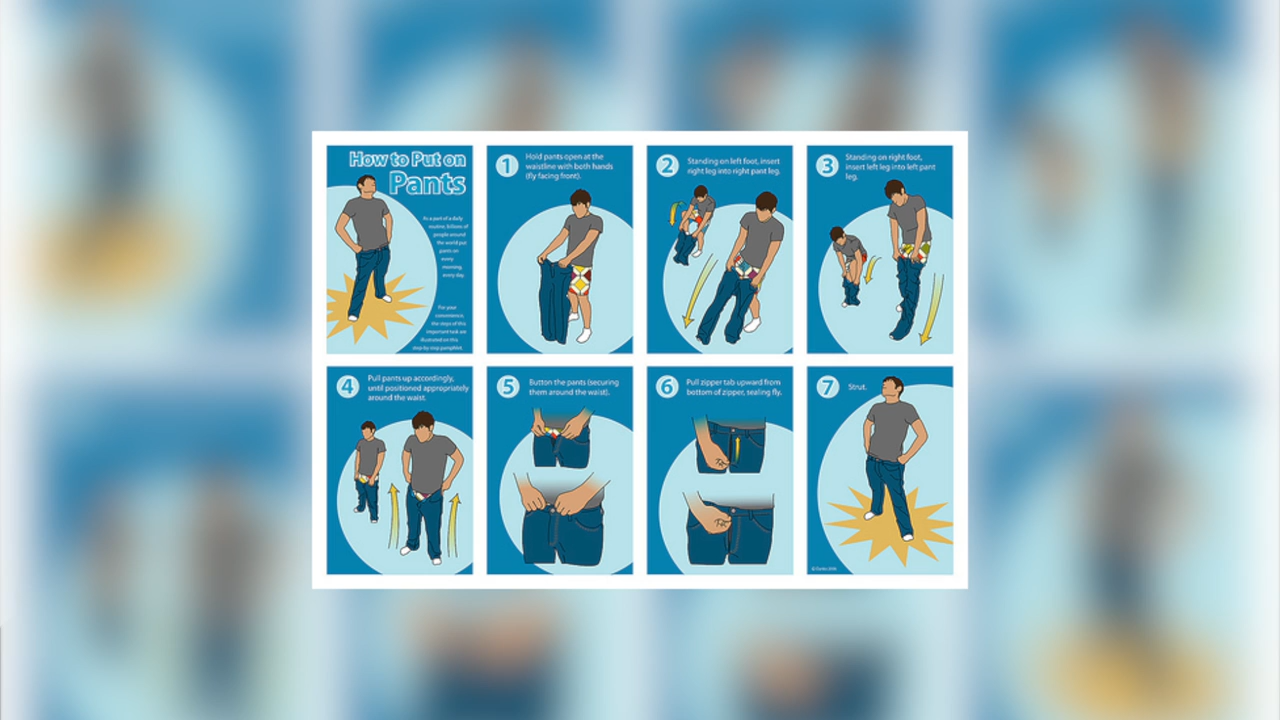 How to Put on
Pants
As a part of a daily
routine, billions of
people around
the world put
pants on
every
morning,
every day.
For your
convenience,
the steps of this
important task are
illustrated on this
step-by-step pamphlet.
1
Hold pants open at the
waistline with both hands
(fly facing front).
2
Standing on left foot, insert
right leg into right pant leg.
3
Standing on right foot,
insert left leg into left pant
leg.
4
Pull pants up accordingly,
until positioned appropriately
around the waist.
5
Button the pants (securing
them around the waist).
6
Pull zipper tab upward from
bottom of zipper, sealing fly.
7
Strut.